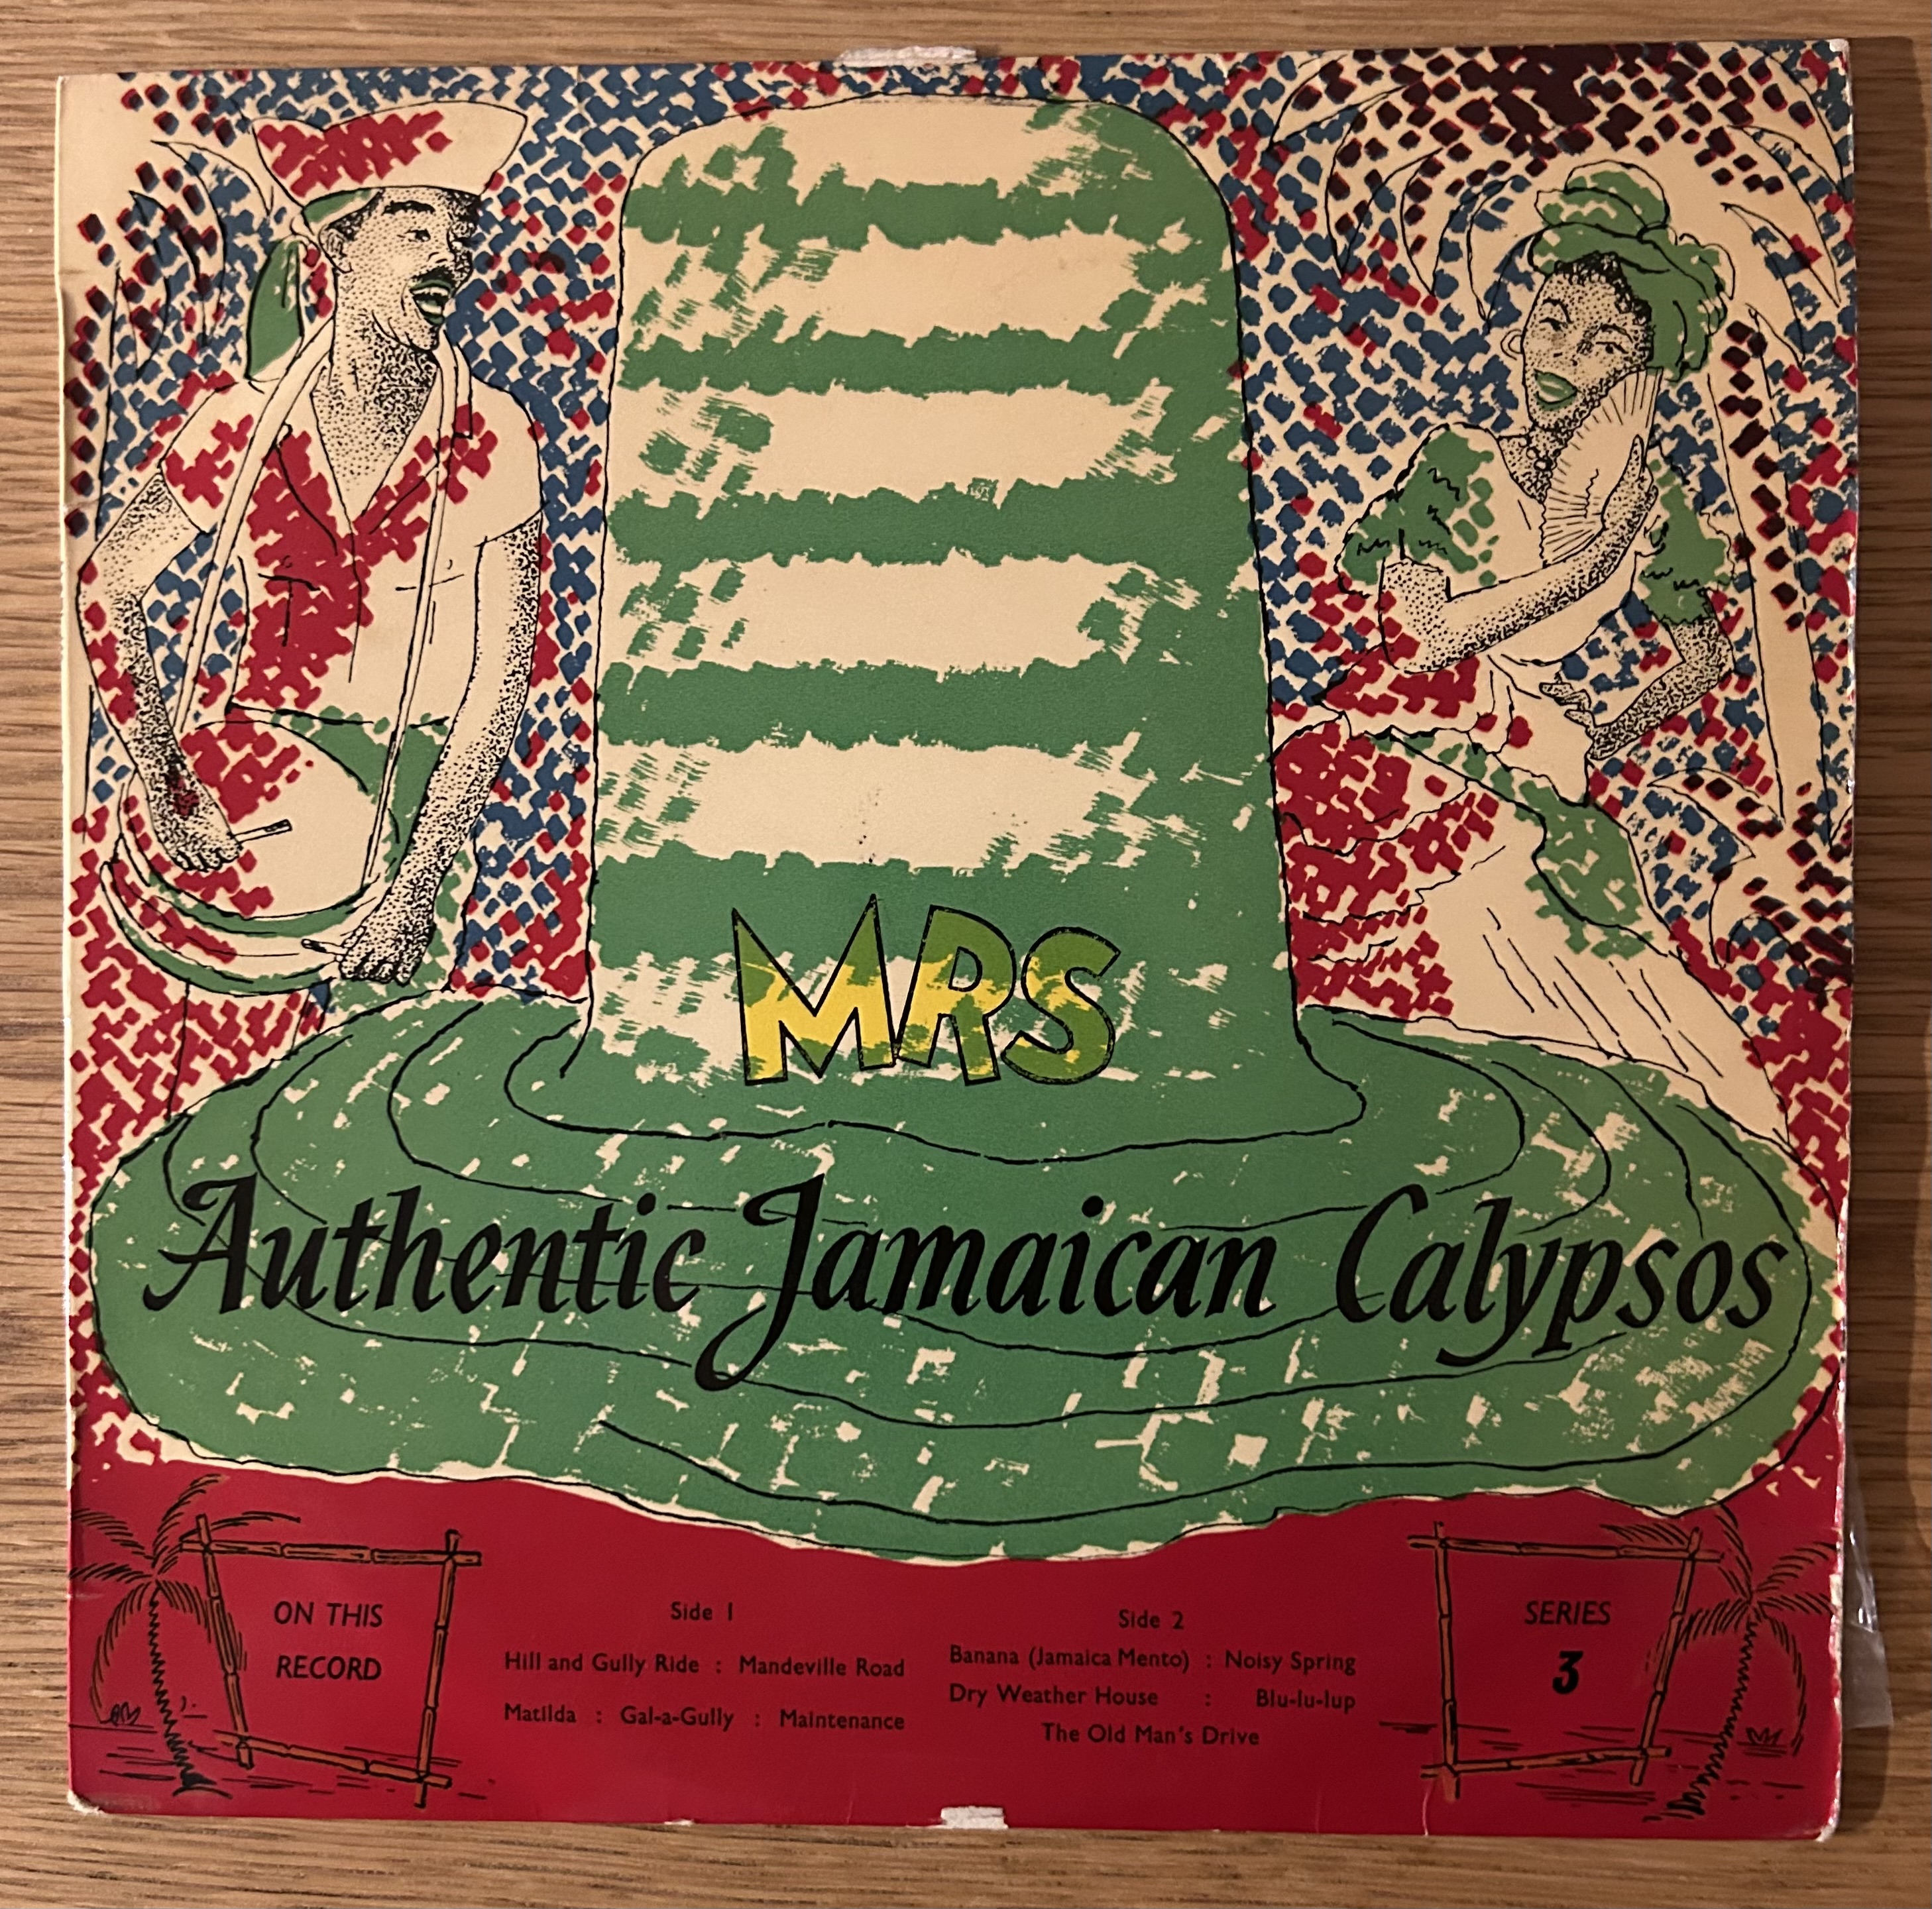 MRS
Authentic Jamaican Calypsos
ON THIS
RECORD
Side 1
Hill and Gully Ride : Mandeville Road
Matilda : Gal-a-Gully : Maintenance
Side 2
Banana (Jamaica Mento) : Noisy Spring
Dry Weather House : Blu-lu-lup
The Old Man's Drive
SERIES
3